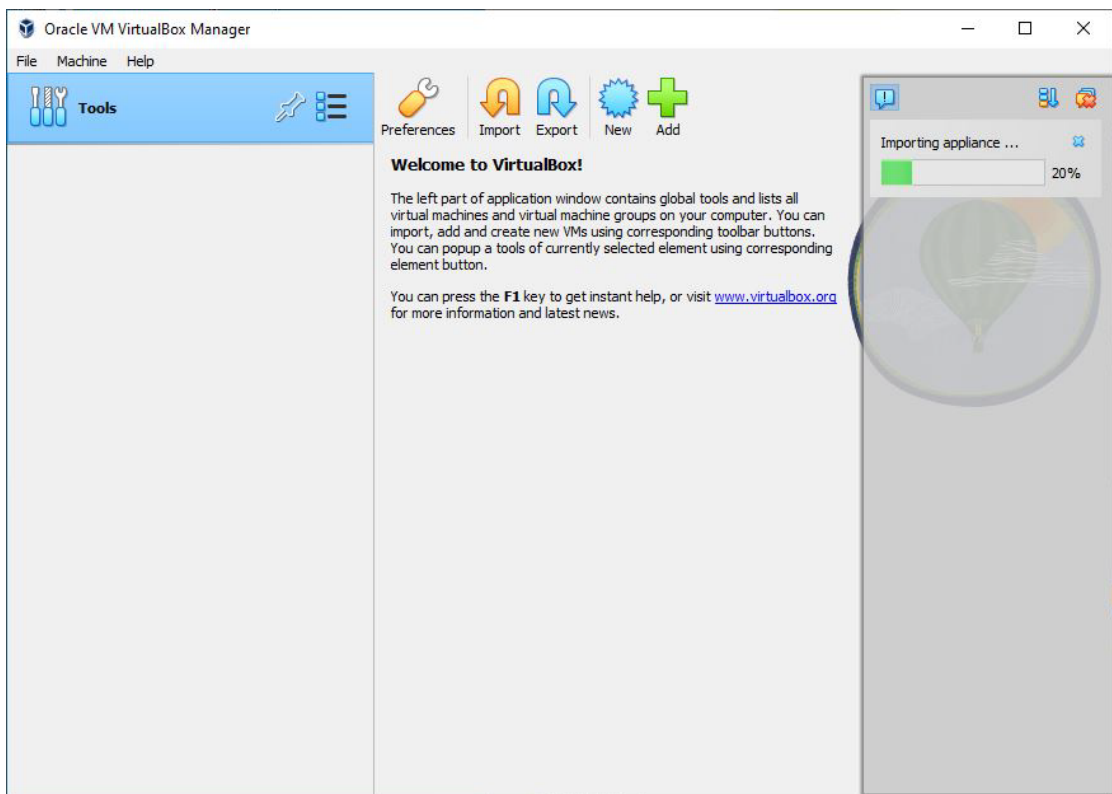 Oracle VM VirtualBox Manager
File Machine Help
Tools
Preferences Import Export New Add
Welcome to VirtualBox!
The left part of application window contains global tools and lists all
virtual machines and virtual machine groups on your computer. You can
import, add and create new VMs using corresponding toolbar buttons.
You can popup a tools of currently selected element using corresponding
element button.
You can press the F1 key to get instant help, or visit www.virtualbox.org
for more information and latest news.
Importing appliance ...
20%